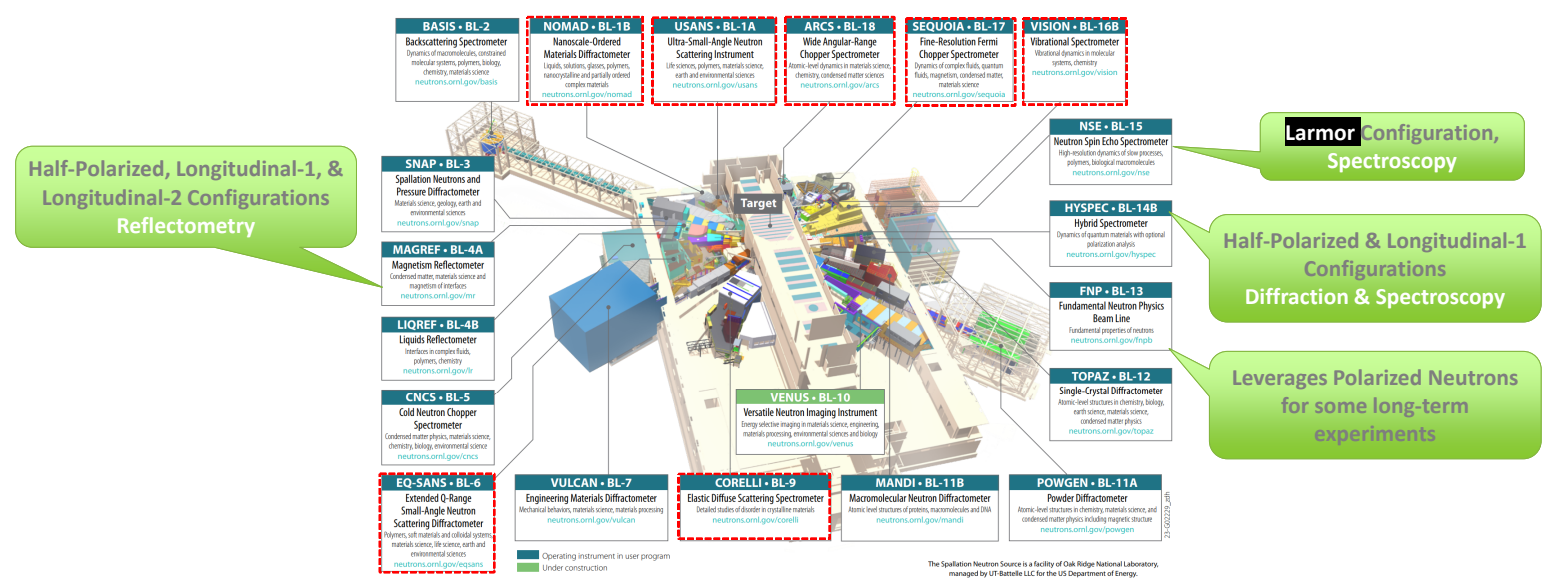 BASIS • BL-2
Backscattering Spectrometer
Dynamics of macromolecules, constrained
molecular systems, polymers, biology,
chemistry, materials science
neutrons.ornl.gov/basis
NOMAD • BL-1B
Nanoscale-Ordered
Materials Diffractometer
Liquids, solutions, glasses, polymers,
nanocrystalline and partially ordered
complex materials
neutrons.ornl.gov/nomad
USANS • BL-1A
Ultra-Small-Angle Neutron
Scattering Instrument
Life sciences, polymers, materials science,
earth and environmental sciences
neutrons.ornl.gov/usans
ARCS • BL-18
Wide Angular-Range
Chopper Spectrometer
Atomic-level dynamics in materials science,
chemistry, condensed matter sciences
neutrons.ornl.gov/arcs
SEQUOIA • BL-17
Fine-Resolution Fermi
Chopper Spectrometer
Dynamics of complex fluids, quantum
fluids, magnetism, condensed matter,
materials science
neutrons.ornl.gov/sequoia
VISION • BL-16B
Vibrational Spectrometer
Vibrational dynamics in molecular
systems, chemistry
neutrons.ornl.gov/vision
Half-Polarized, Longitudinal-1, &
Longitudinal-2 Configurations
Reflectometry
SNAP • BL-3
Spallation Neutrons and
Pressure Diffractometer
Materials science, geology, earth and
environmental sciences
neutrons.ornl.gov/snap
MAGREF • BL-4A
Magnetism Reflectometer
Condensed matter, materials science and
magnetism of interfaces
neutrons.ornl.gov/mr
LIQREF • BL-4B
Liquids Reflectometer
Interfaces in complex fluids,
polymers, chemistry
neutrons.ornl.gov/lr
CNCS • BL-5
Cold Neutron Chopper
Spectrometer
Condensed matter physics, materials science,
chemistry, biology, environmental science
neutrons.ornl.gov/cncs
EQ-SANS • BL-6
Extended Q-Range
Small-Angle Neutron
Scattering Diffractometer
Polymers, soft materials and colloidal systems,
materials science, life science, earth and
environmental sciences
neutrons.ornl.gov/eqsans
Target
NSE • BL-15
Neutron Spin Echo Spectrometer
High-resolution dynamics of slow processes,
polymers, biological macromolecules
neutrons.ornl.gov/nse
Larmor Configuration,
Spectroscopy
HYSPEC • BL-14B
Hybrid Spectrometer
Dynamics of quantum materials with optional
polarization analysis
neutrons.ornl.gov/hyspec
Half-Polarized & Longitudinal-1
Configurations
Diffraction & Spectroscopy
FNP • BL-13
Fundamental Neutron Physics
Beam Line
Fundamental properties of neutrons
neutrons.ornl.gov/fnpb
Leverages Polarized Neutrons
for some long-term
experiments
TOPAZ • BL-12
Single-Crystal Diffractometer
Atomic-level structures in chemistry, biology,
earth science, materials science,
condensed matter physics
neutrons.ornl.gov/topaz
VENUS • BL-10
Versatile Neutron Imaging Instrument
Energy selective imaging in materials science, engineering,
materials processing, environmental sciences and biology
neutrons.ornl.gov/venus
VULCAN • BL-7
Engineering Materials Diffractometer
Mechanical behaviors, materials science, materials processing
neutrons.ornl.gov/vulcan
CORELLI • BL-9
Elastic Diffuse Scattering Spectrometer
Detailed studies of disorder in crystalline materials
neutrons.ornl.gov/corelli
MANDI • BL-11B
Macromolecular Neutron Diffractometer
Atomic level structures of proteins, macromolecules and DNA
neutrons.ornl.gov/mandi
POWGEN • BL-11A
Powder Diffractometer
Atomic-level structures in chemistry, materials science, and
condensed matter physics including magnetic structure
neutrons.ornl.gov/powgen
23-G02229_edh
Operating instrument in user program
Under construction
The Spallation Neutron Source is a facility of Oak Ridge National Laboratory,
managed by UT-Battelle LLC for the US Department of Energy.